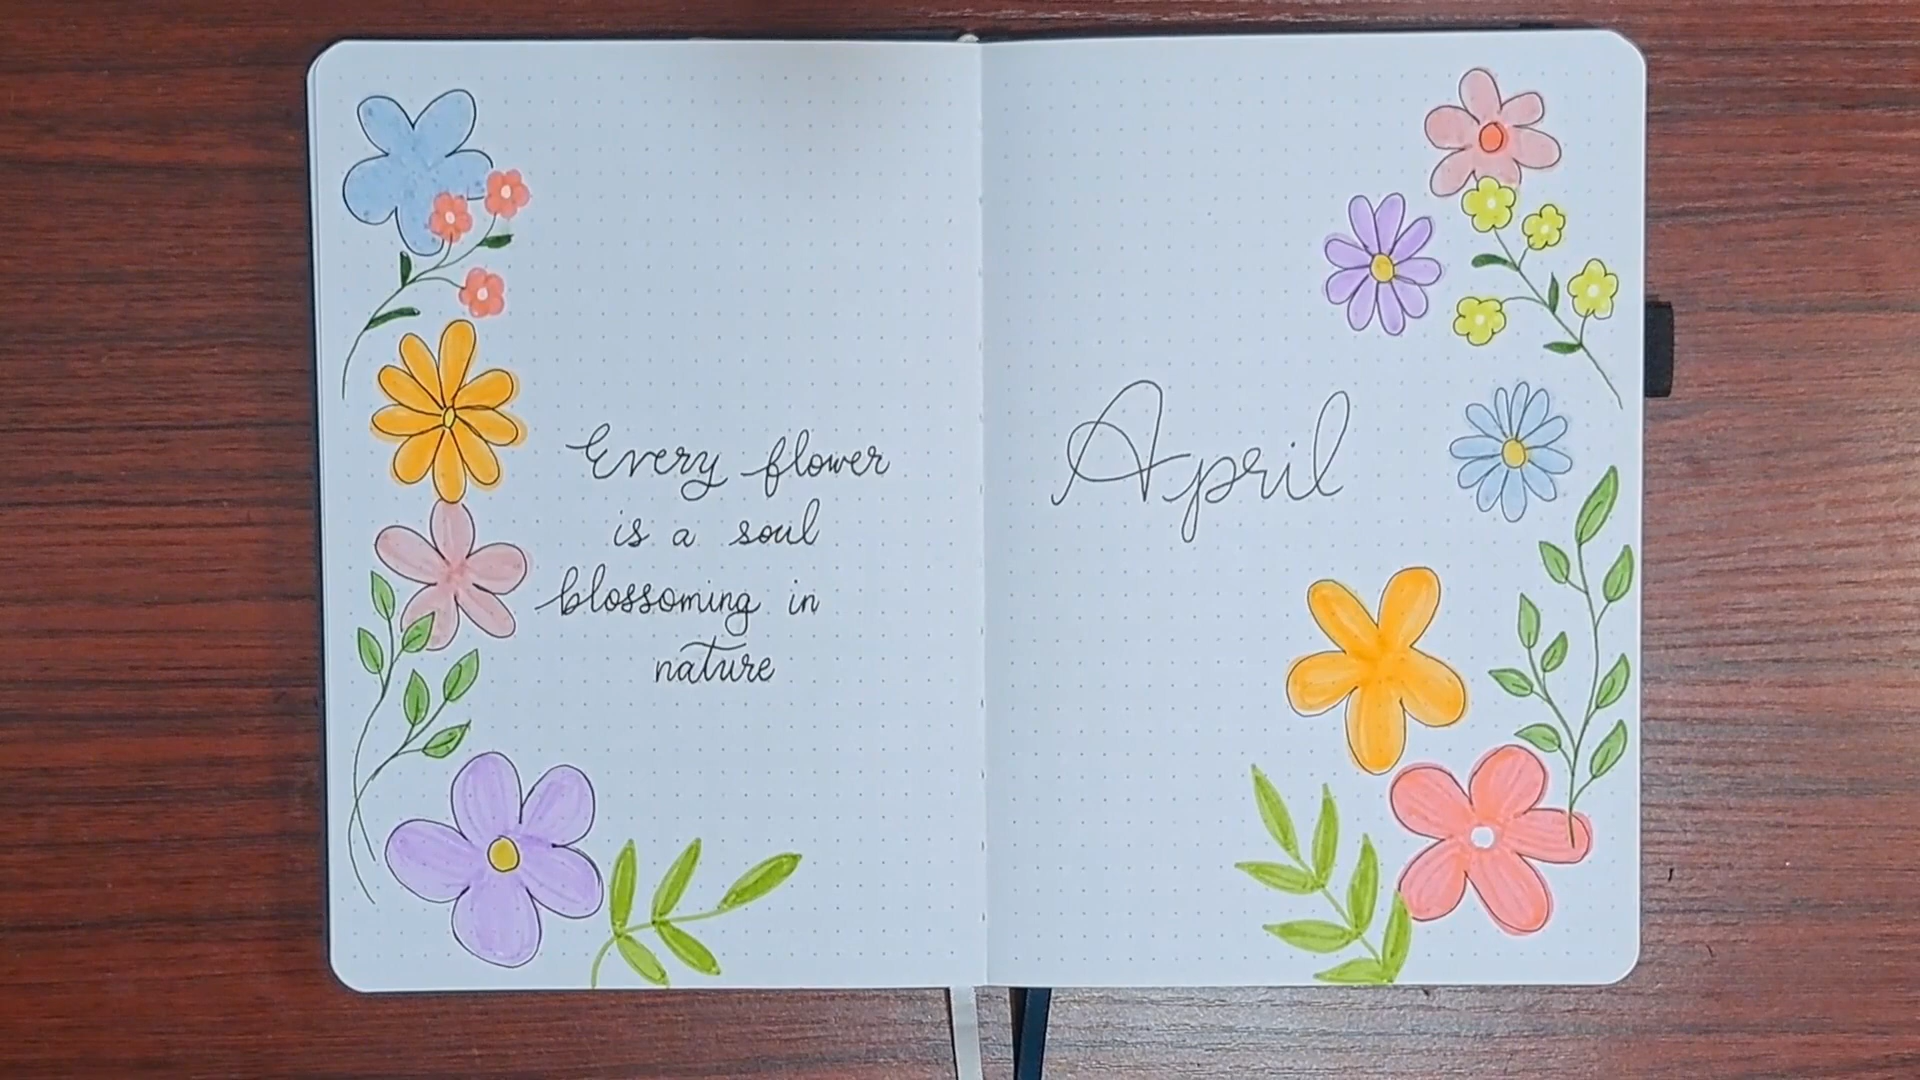 Every flower
is a soul
blossoming in
nature
April